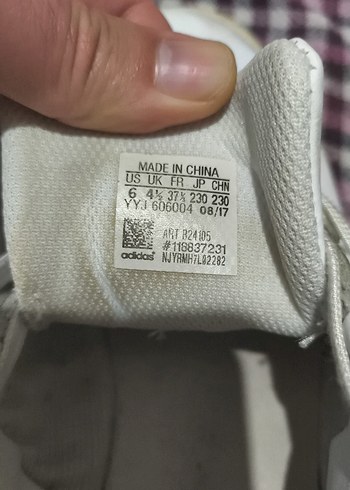 MADE IN CHINA
US UK FR JP CHN
6 4½ 37⅓ 230 230
YYJ 606004 08/17
ART B24105
#118837231
adidas NJYRMH7L92282